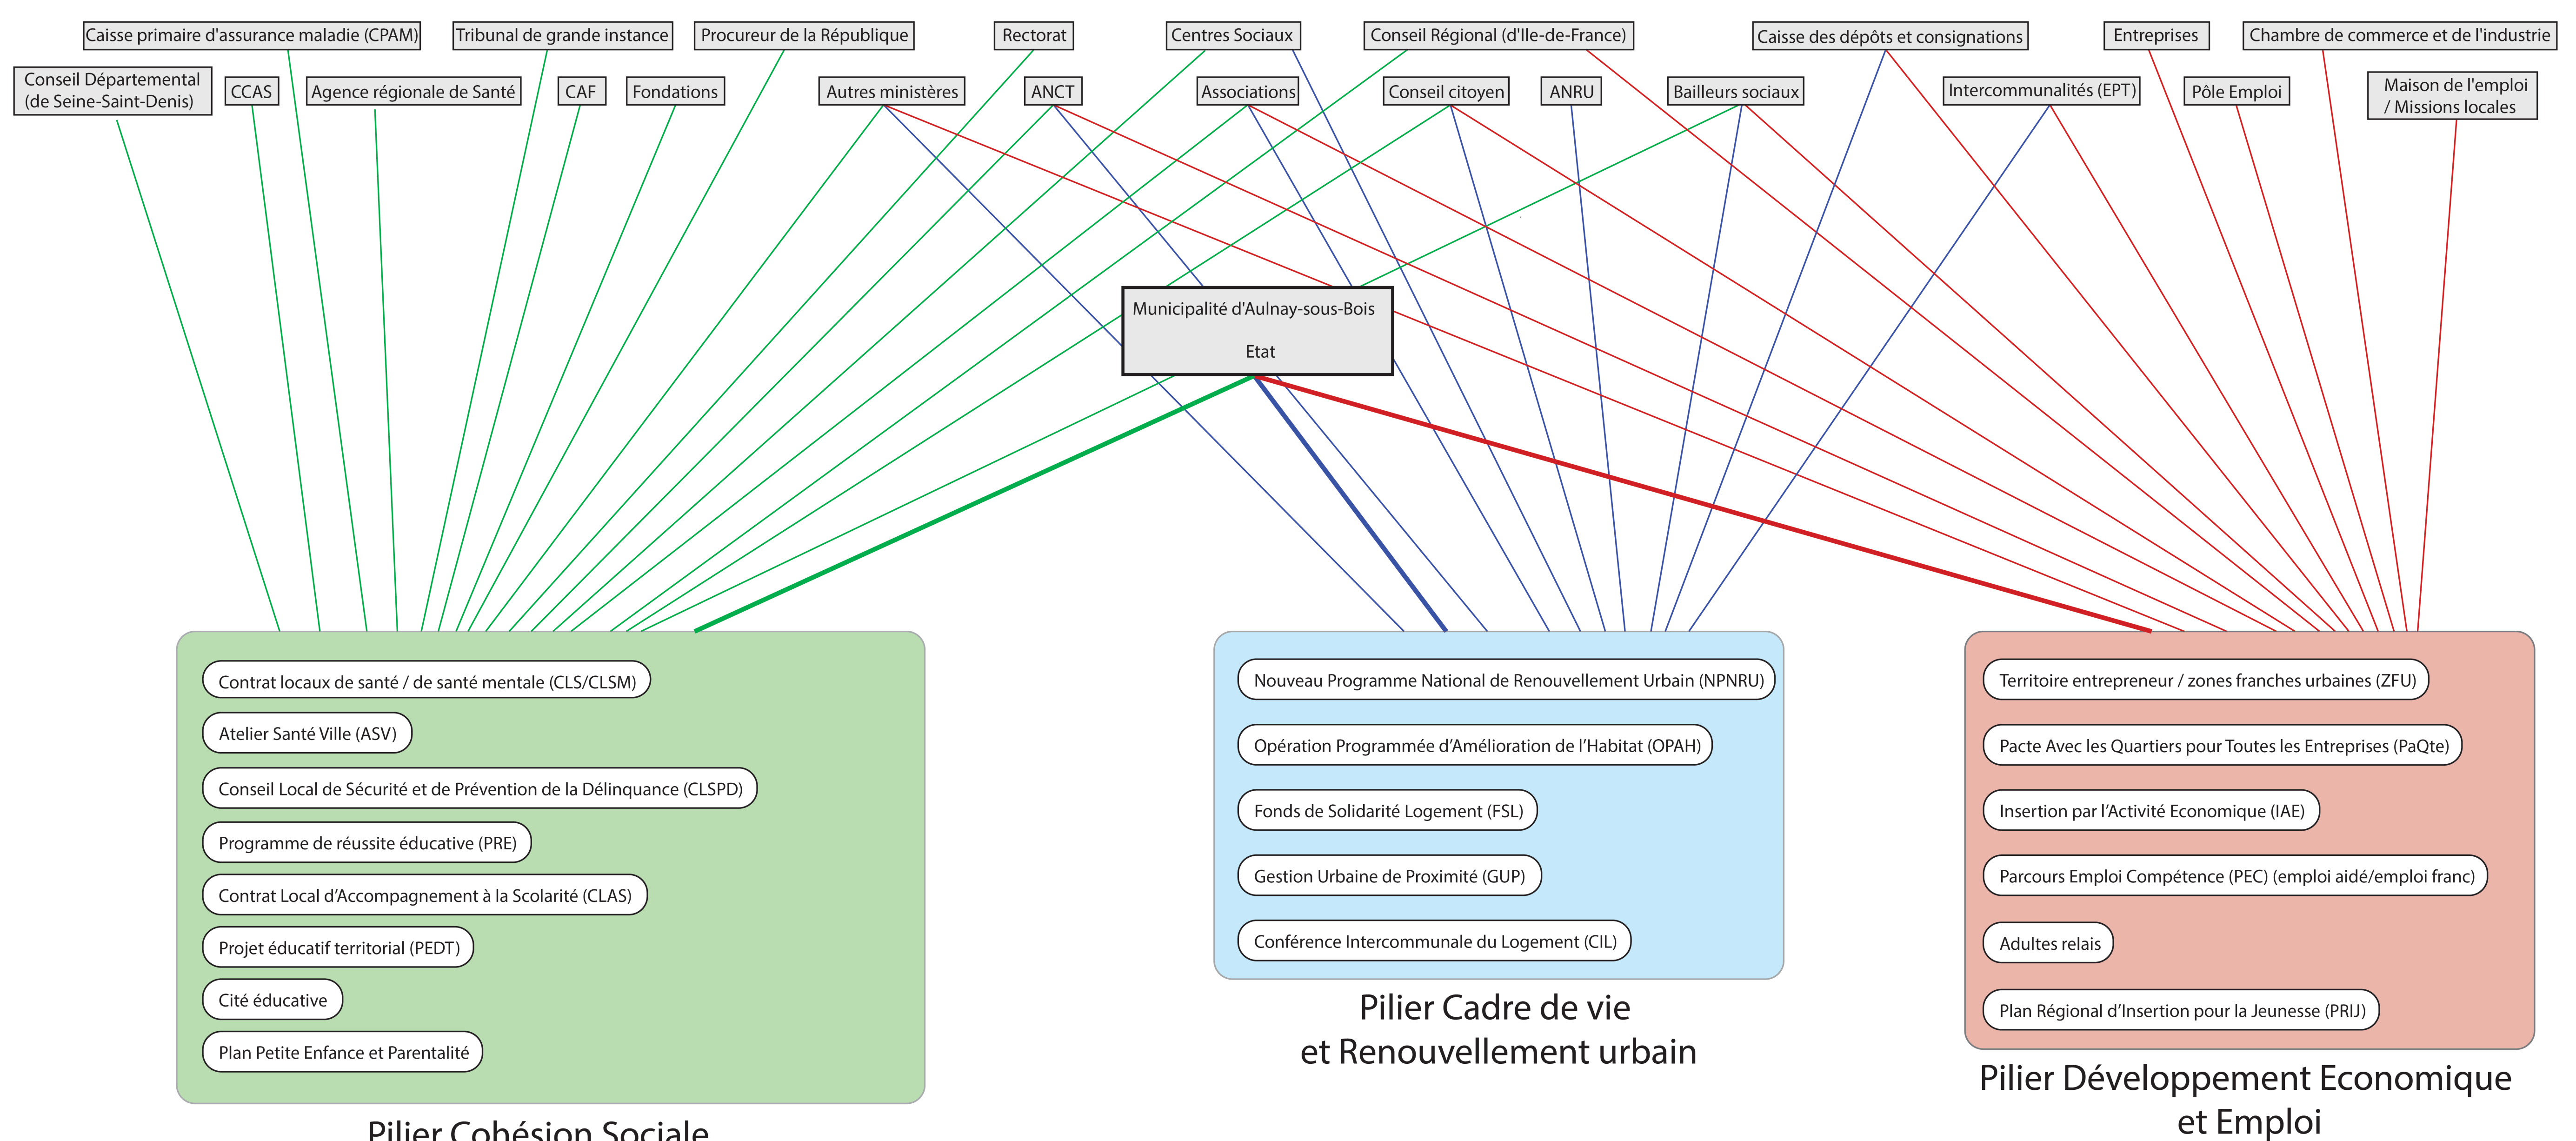 Caisse primaire d'assurance maladie (CPAM)
Tribunal de grande instance
Procureur de la République
Rectorat
Centres Sociaux
Conseil Régional (d'Ile-de-France)
Caisse des dépôts et consignations
Entreprises
Chambre de commerce et de l'industrie
Conseil Départemental
(de Seine-Saint-Denis)
CCAS
Agence régionale de Santé
CAF
Fondations
Autres ministères
ANCT
Associations
Conseil citoyen
ANRU
Bailleurs sociaux
Intercommunalités (EPT)
Pôle Emploi
Maison de l'emploi
/ Missions locales
Municipalité d'Aulnay-sous-Bois
Etat
Contrat locaux de santé / de santé mentale (CLS/CLSM)
Atelier Santé Ville (ASV)
Conseil Local de Sécurité et de Prévention de la Délinquance (CLSPD)
Programme de réussite éducative (PRE)
Contrat Local d’Accompagnement à la Scolarité (CLAS)
Projet éducatif territorial (PEDT)
Cité éducative
Plan Petite Enfance et Parentalité
Pilier Cohésion Sociale
Nouveau Programme National de Renouvellement Urbain (NPNRU)
Opération Programmée d’Amélioration de l’Habitat (OPAH)
Fonds de Solidarité Logement (FSL)
Gestion Urbaine de Proximité (GUP)
Conférence Intercommunale du Logement (CIL)
Pilier Cadre de vie
et Renouvellement urbain
Territoire entrepreneur / zones franches urbaines (ZFU)
Pacte Avec les Quartiers pour Toutes les Entreprises (PaQte)
Insertion par l’Activité Economique (IAE)
Parcours Emploi Compétence (PEC) (emploi aidé/emploi franc)
Adultes relais
Plan Régional d’Insertion pour la Jeunesse (PRIJ)
Pilier Développement Economique
et Emploi